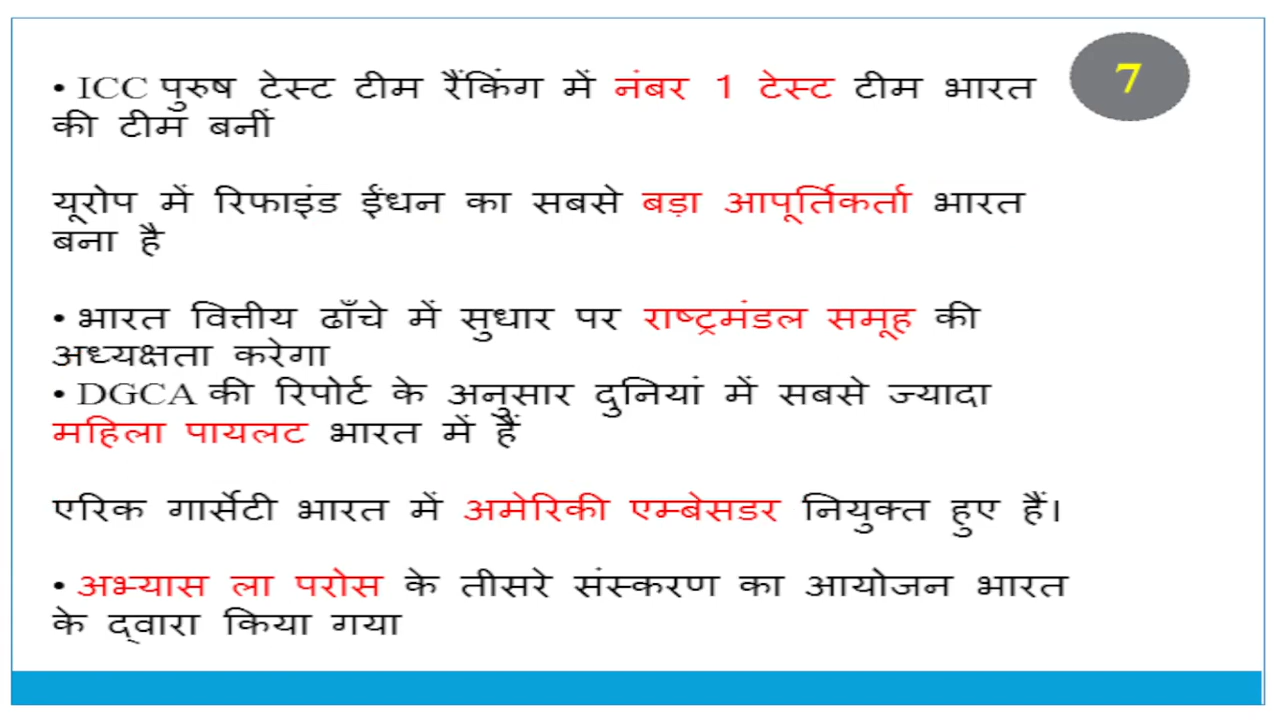 7
• ICC पुरुष टेस्ट टीम रैंकिंग में नंबर 1 टेस्ट टीम भारत
की टीम बनीं
यूरोप में रिफाइंड ईंधन का सबसे बड़ा आपूर्तिकर्ता भारत
बना है
• भारत वित्तीय ढाँचे में सुधार पर राष्ट्रमंडल समूह की
अध्यक्षता करेगा
• DGCA की रिपोर्ट के अनुसार दुनियां में सबसे ज्यादा
महिला पायलट भारत में हैं
एरिक गार्सेटी भारत में अमेरिकी एम्बेसडर नियुक्त हुए हैं।
• अभ्यास ला परोस के तीसरे संस्करण का आयोजन भारत
के द्वारा किया गया